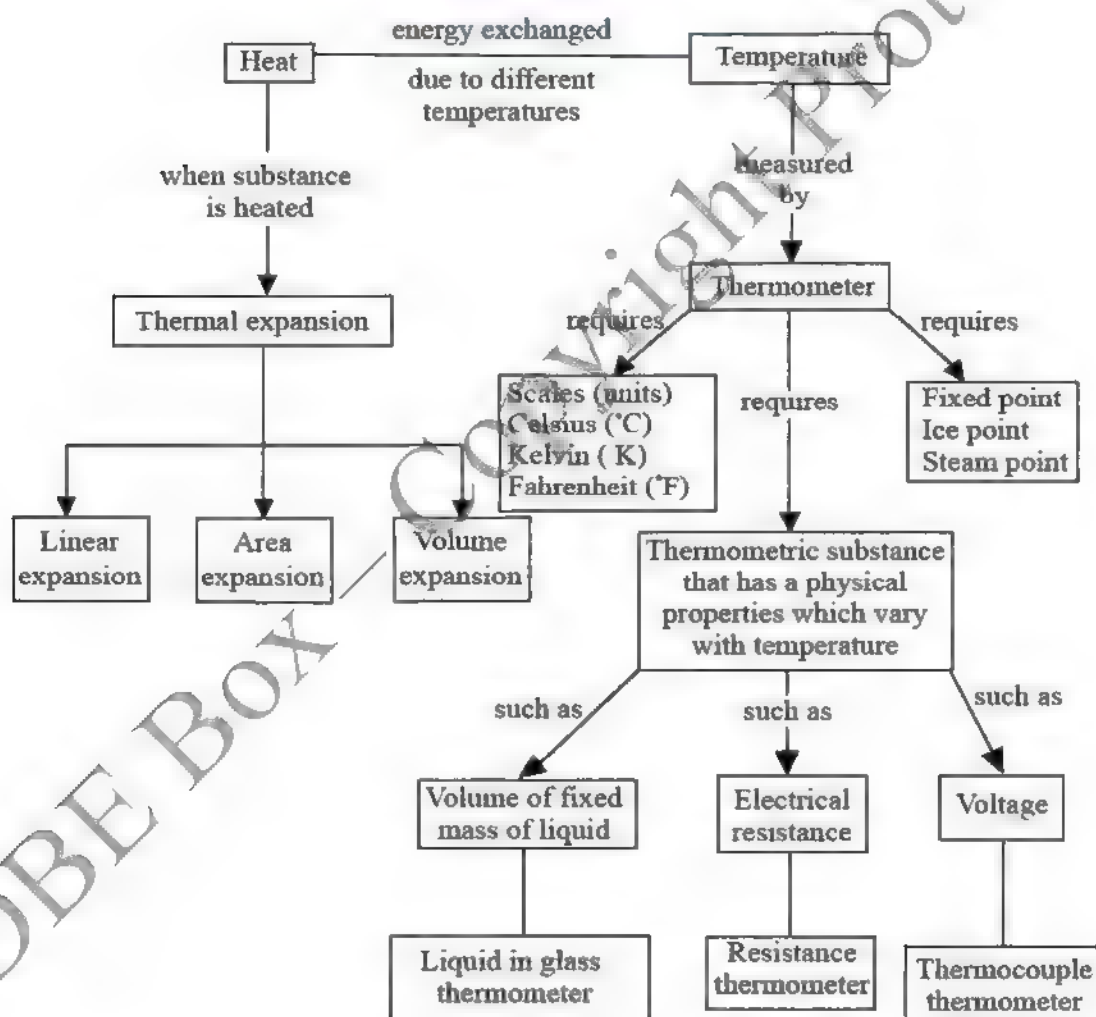 energy exchanged
Heat
Temperature
due to different
temperatures
when substance
is heated
measured
by
Thermal expansion
Thermometer
requires
requires
requires
Scales (units)
Celsius (°C)
Kelvin ( K)
Fahrenheit (°F)
Fixed point
Ice point
Steam point
Linear
expansion
Area
expansion
Volume
expansion
Thermometric substance
that has a physical
properties which vary
with temperature
such as
such as
such as
Volume of fixed
mass of liquid
Electrical
resistance
Voltage
Liquid in glass
thermometer
Resistance
thermometer
Thermocouple
thermometer
Box Copyright